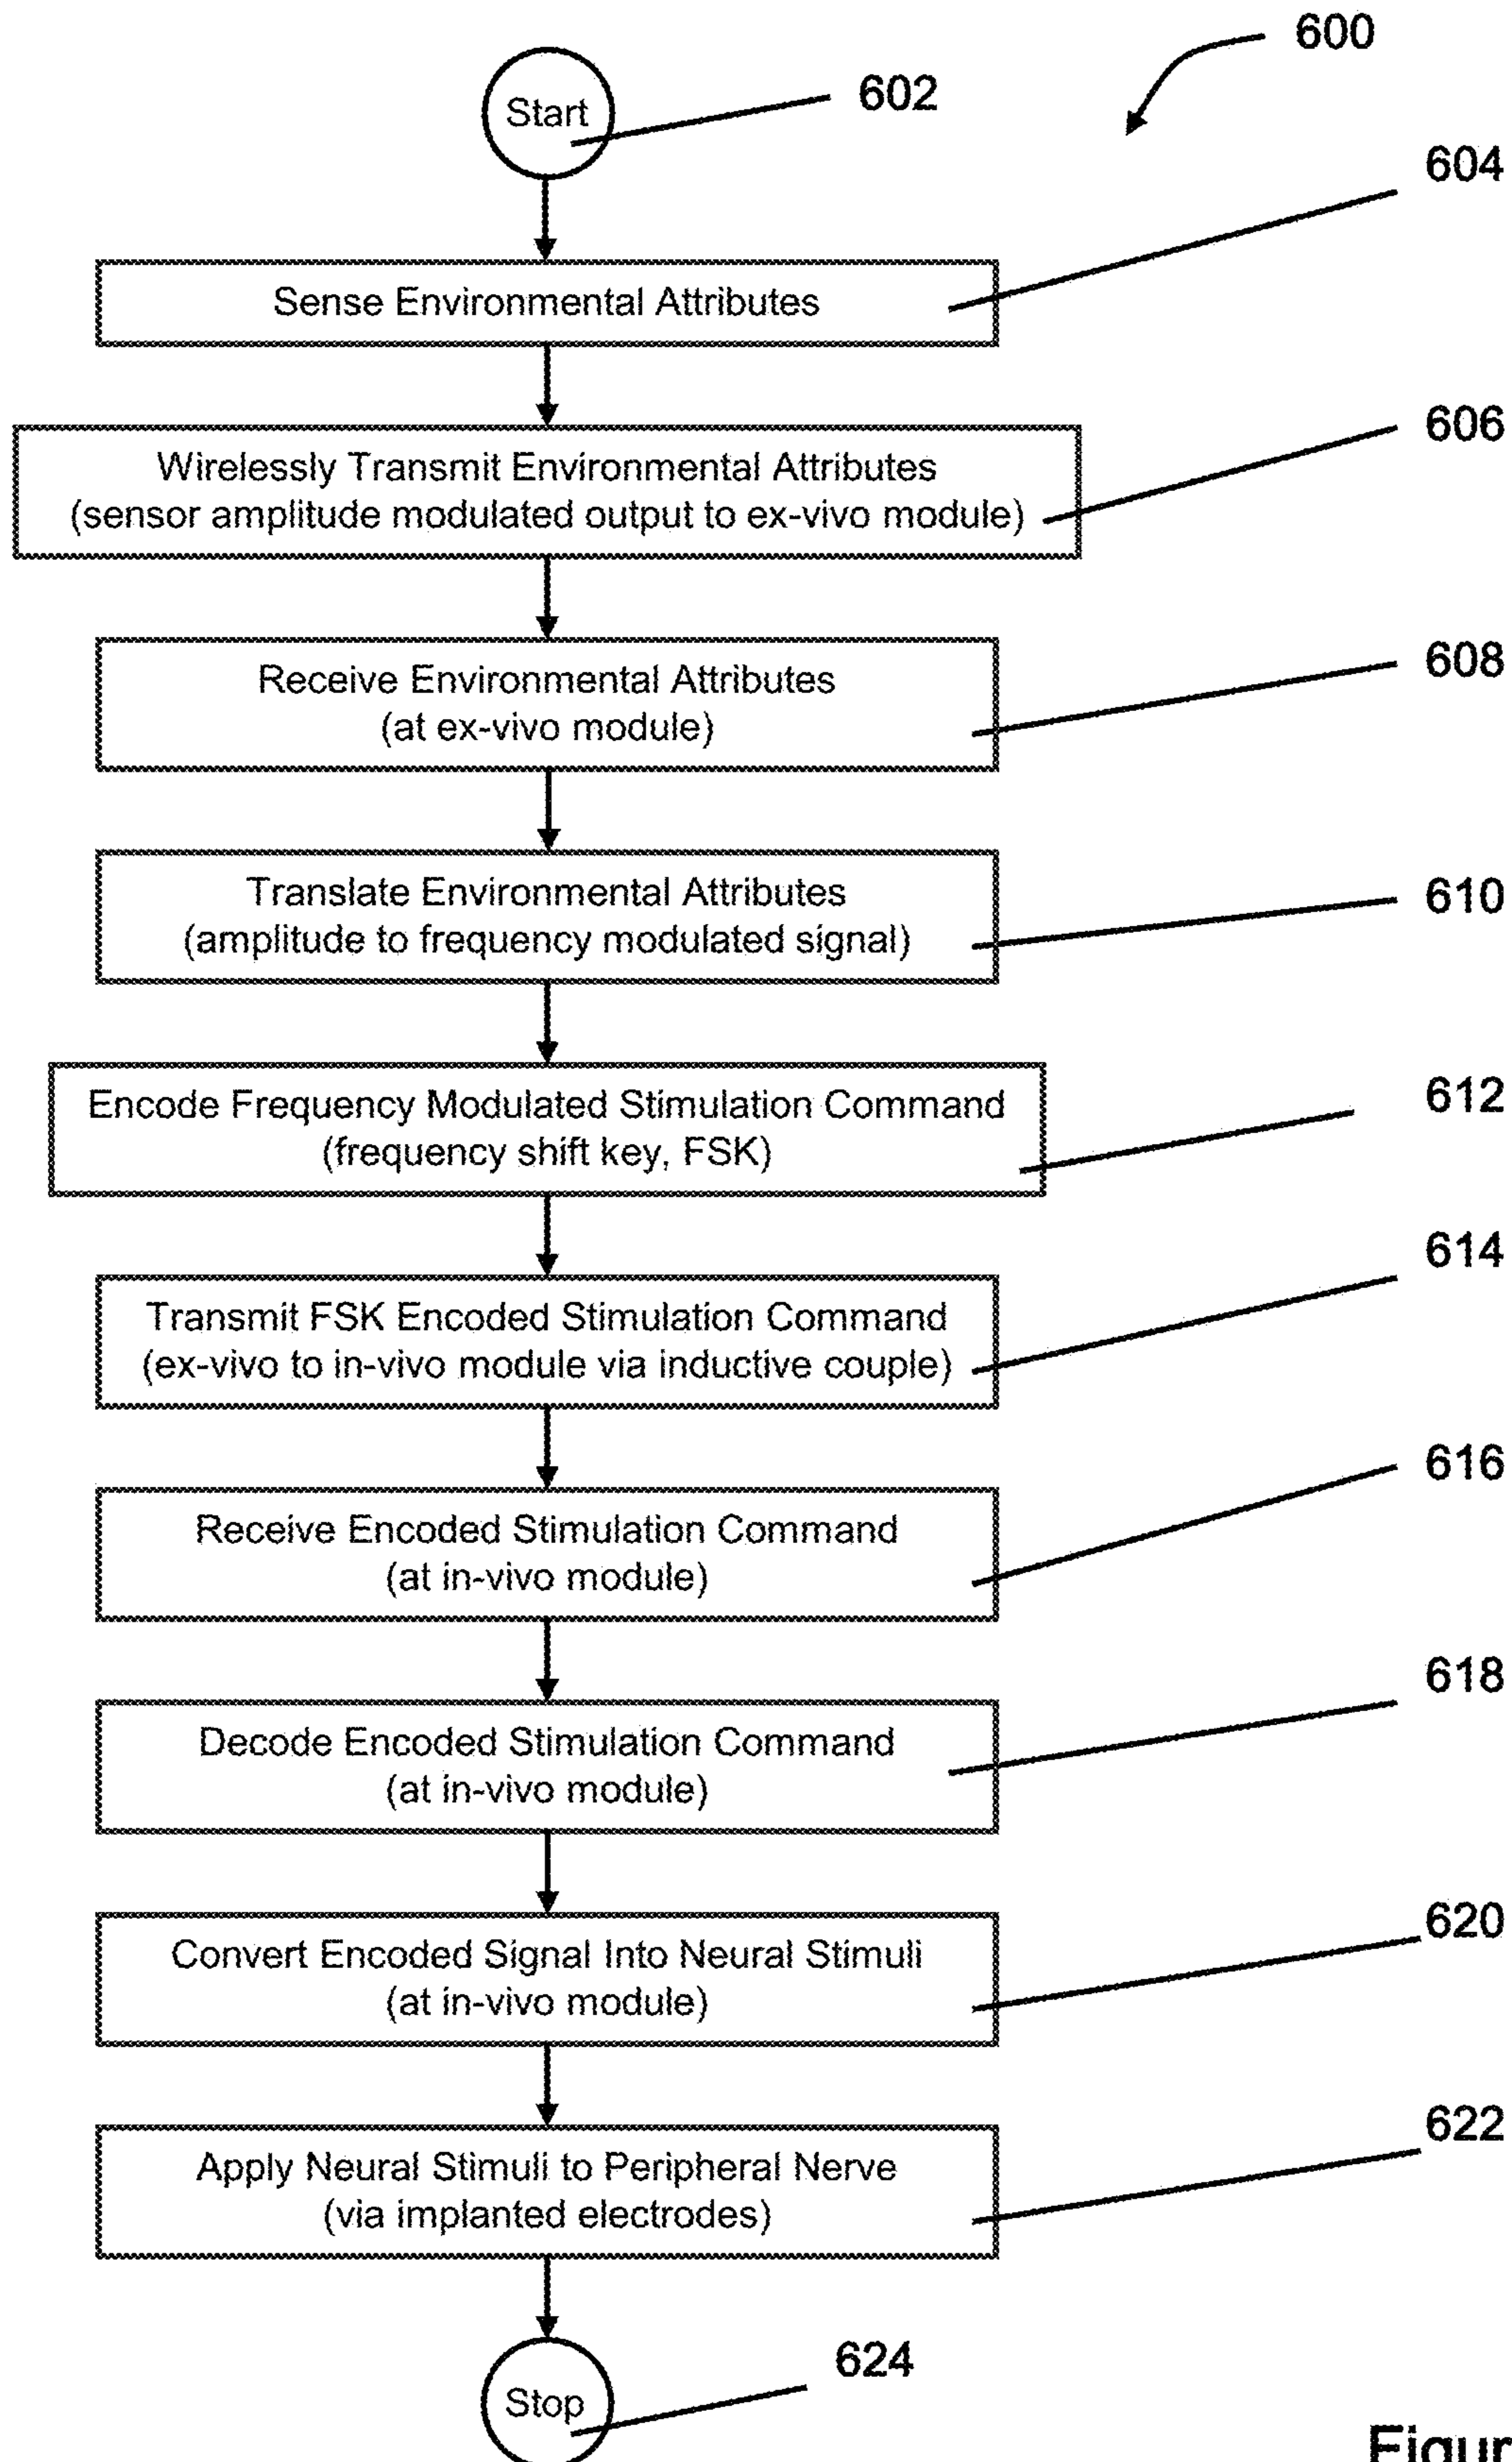 600
Start
602
604
Sense Environmental Attributes
606
Wirelessly Transmit Environmental Attributes
(sensor amplitude modulated output to ex-vivo module)
608
Receive Environmental Attributes
(at ex-vivo module)
610
Translate Environmental Attributes
(amplitude to frequency modulated signal)
612
Encode Frequency Modulated Stimulation Command
(frequency shift key, FSK)
614
Transmit FSK Encoded Stimulation Command
(ex-vivo to in-vivo module via inductive couple)
616
Receive Encoded Stimulation Command
(at in-vivo module)
618
Decode Encoded Stimulation Command
(at in-vivo module)
620
Convert Encoded Signal Into Neural Stimuli
(at in-vivo module)
622
Apply Neural Stimuli to Peripheral Nerve
(via implanted electrodes)
624
Stop